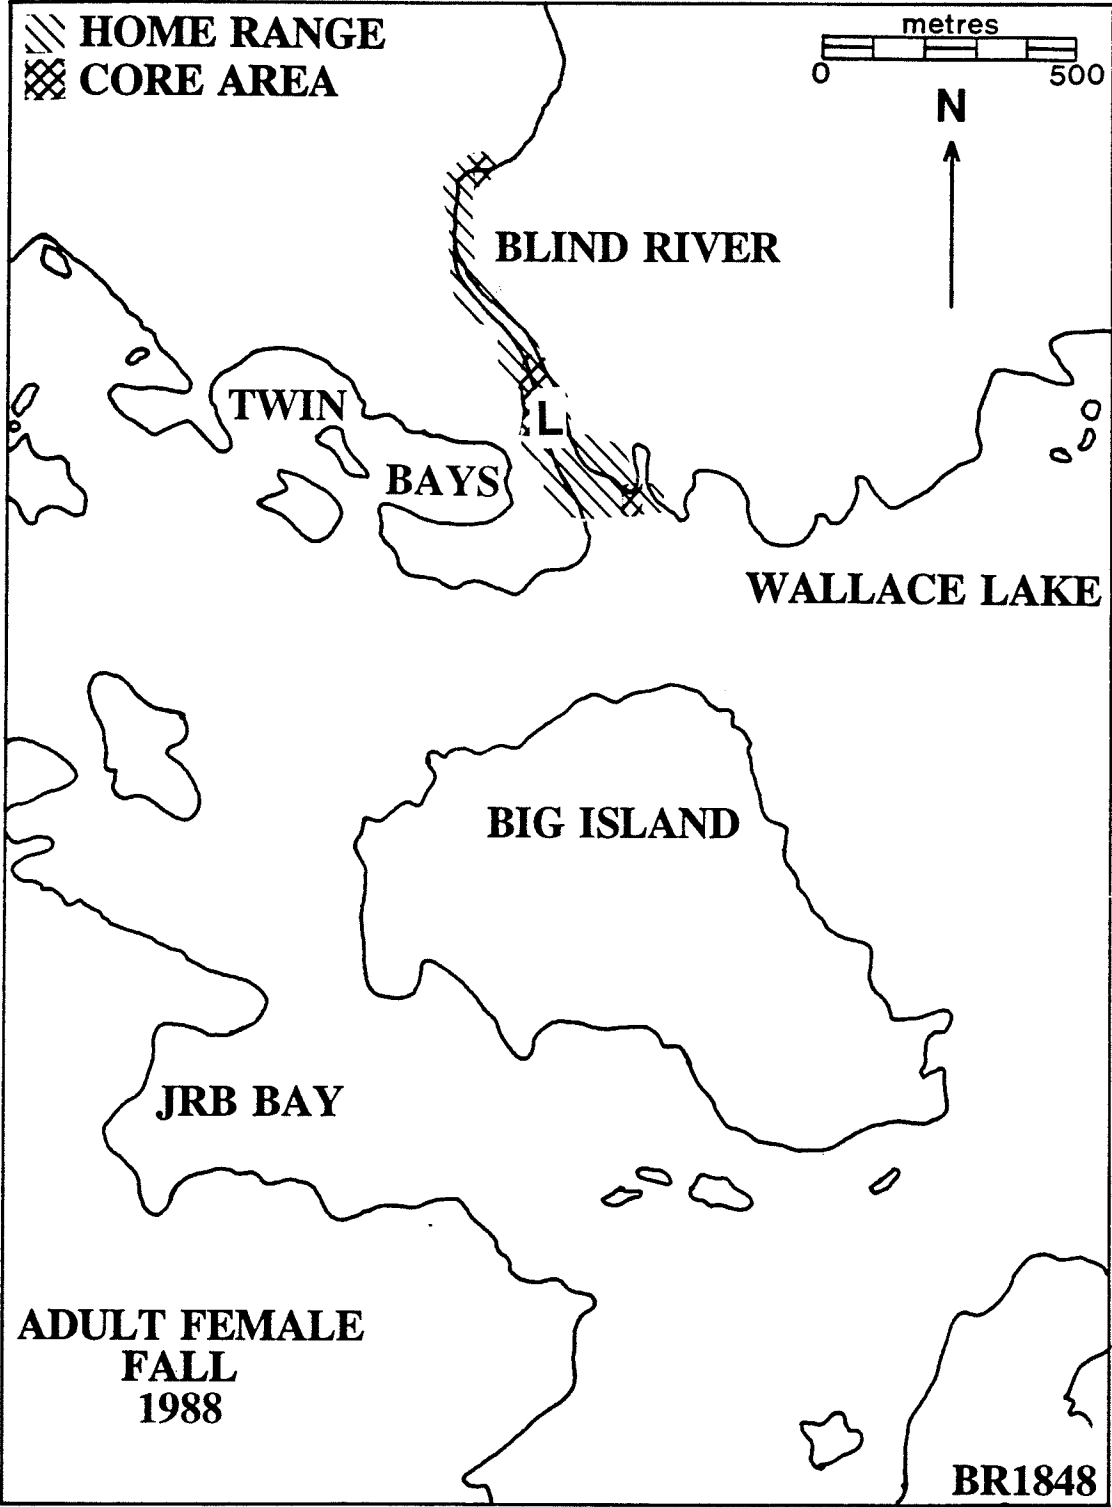 HOME RANGE
CORE AREA
metres
0 500
N
BLIND RIVER
TWIN
L
BAYS
WALLACE LAKE
BIG ISLAND
JRB BAY
ADULT FEMALE
FALL
1988
BR1848